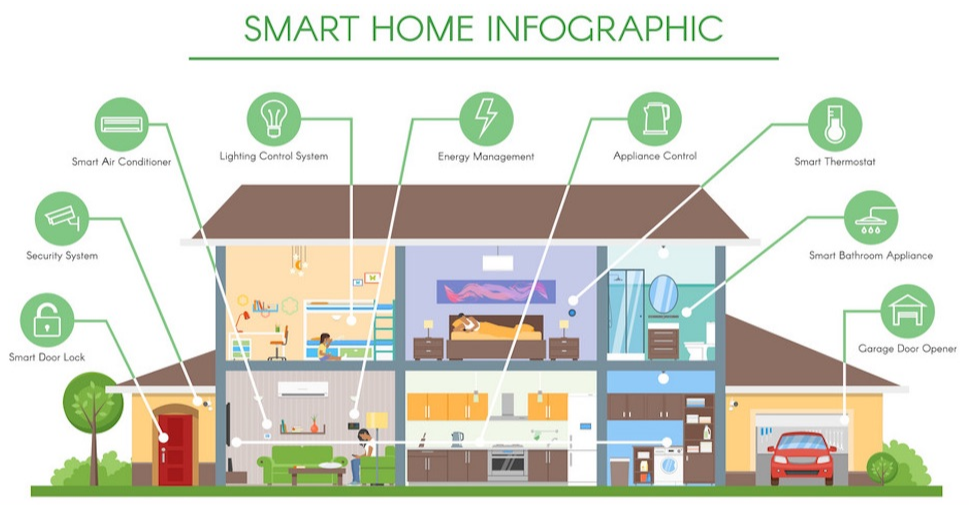 SMART HOME INFOGRAPHIC
Smart Air Conditioner
Lighting Control System
Energy Management
Appliance Control
Smart Thermostat
Security System
Smart Bathroom Appliance
Smart Door Lock
Garage Door Opener